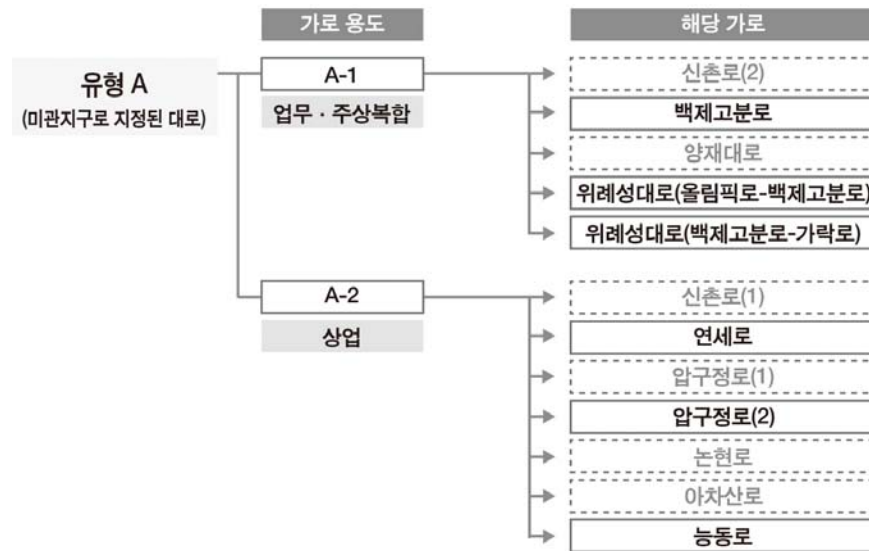 가로 용도
해당 가로
유형 A
(미관지구로 지정된 대로)
A-1
업무 · 주상복합
신촌로(2)
백제고분로
양재대로
위례성대로(올림픽로-백제고분로)
위례성대로(백제고분로-가락로)
A-2
상업
신촌로(1)
연세로
압구정로(1)
압구정로(2)
논현로
아차산로
능동로